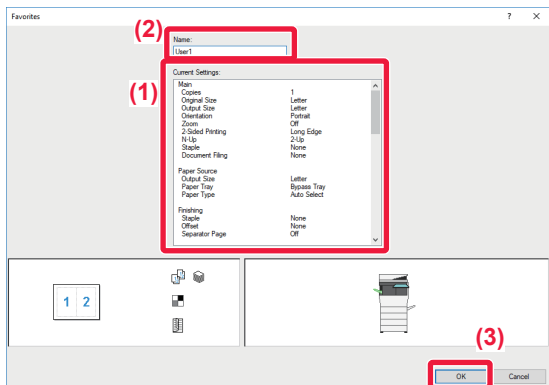 Favorites ? ×
(2)
Name:
User1
(1)
Current Settings:
Main
Copies 1
Original Size Letter
Output Size Letter
Orientation Portrait
Zoom Off
2-Sided Printing Long Edge
N-Up 2-Up
Staple None
Document Filing None
Paper Source
Output Size Letter
Paper Tray Bypass Tray
Paper Type Auto Select
Finishing
Staple None
Offset None
Separator Page Off
1 2
(3)
OK Cancel